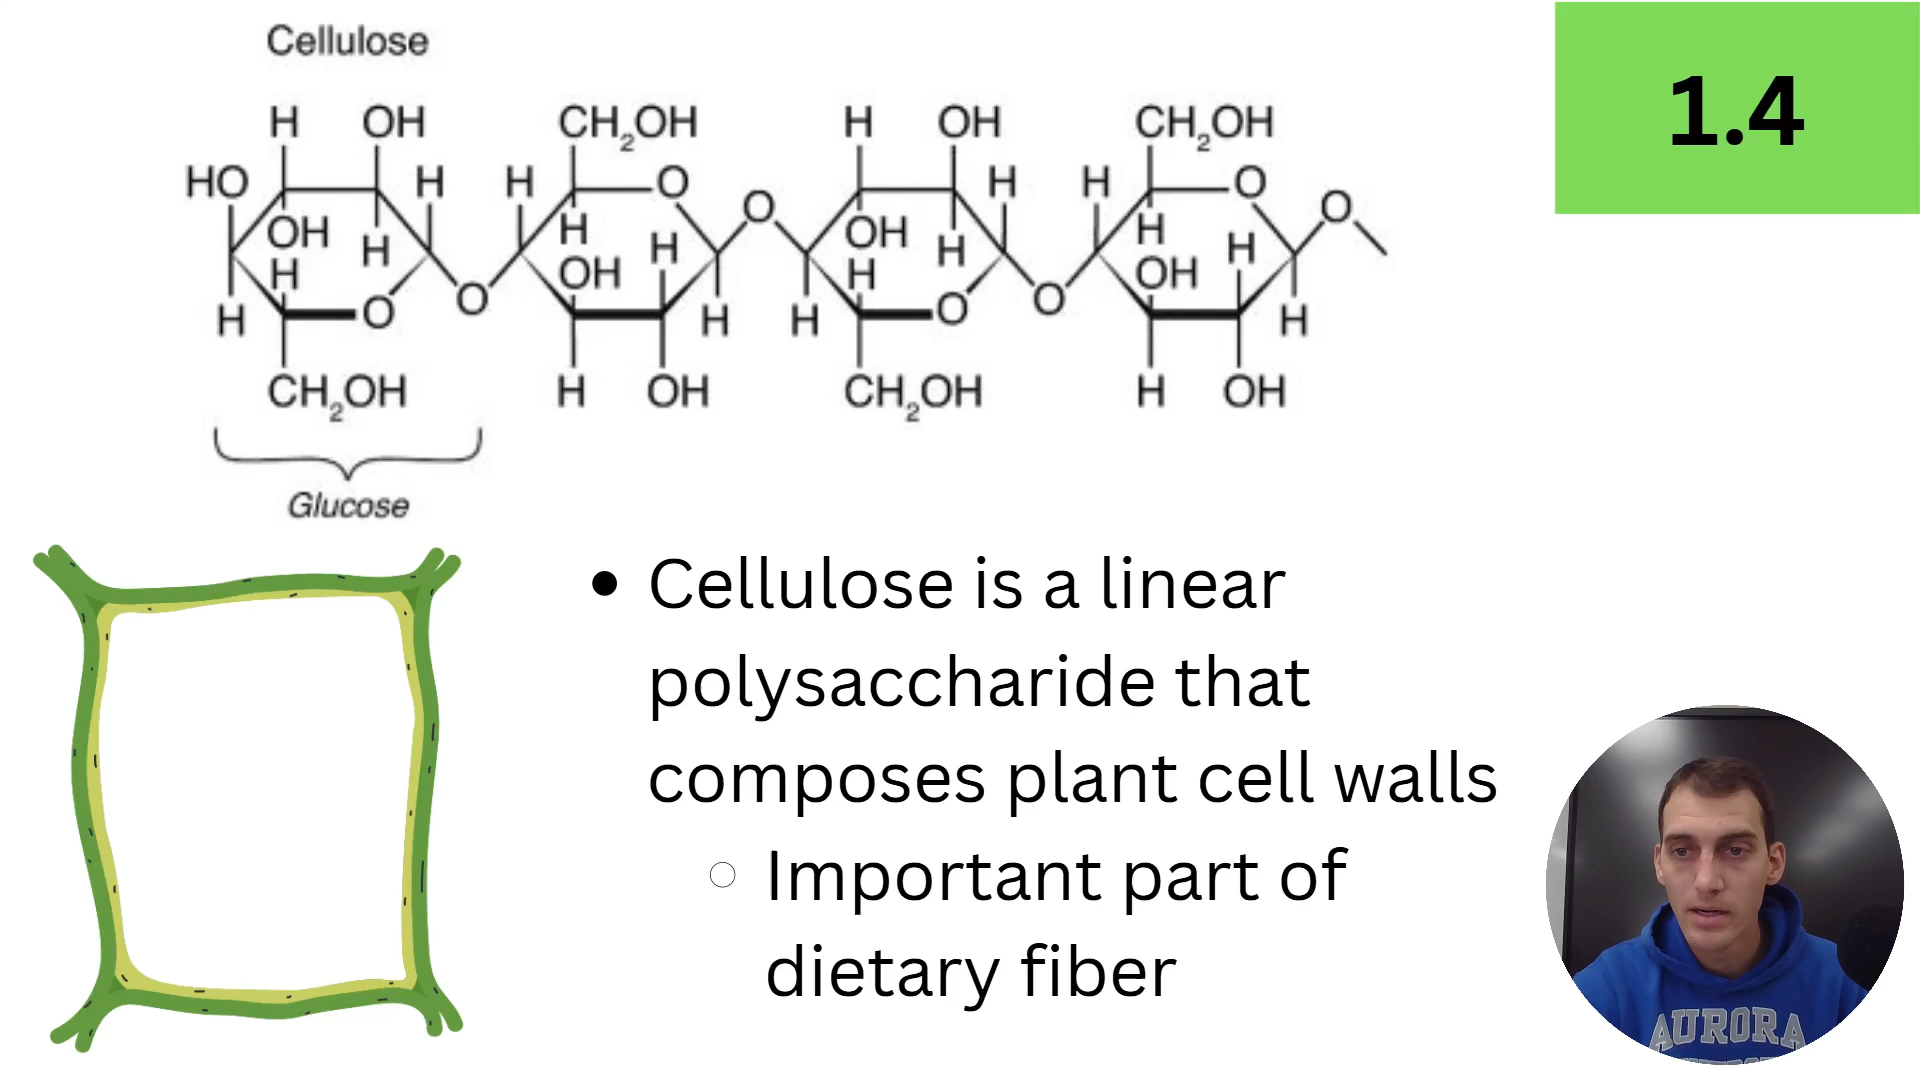 Cellulose
1.4
H OH CH2OH H OH CH2OH
HO H H O O H H O O
OH H H H OH H H H
H OH OH
H O O H H O O H
CH2OH H OH CH2OH H OH
Glucose
• Cellulose is a linear
polysaccharide that
composes plant cell walls
○ Important part of
dietary fiber
AURORA